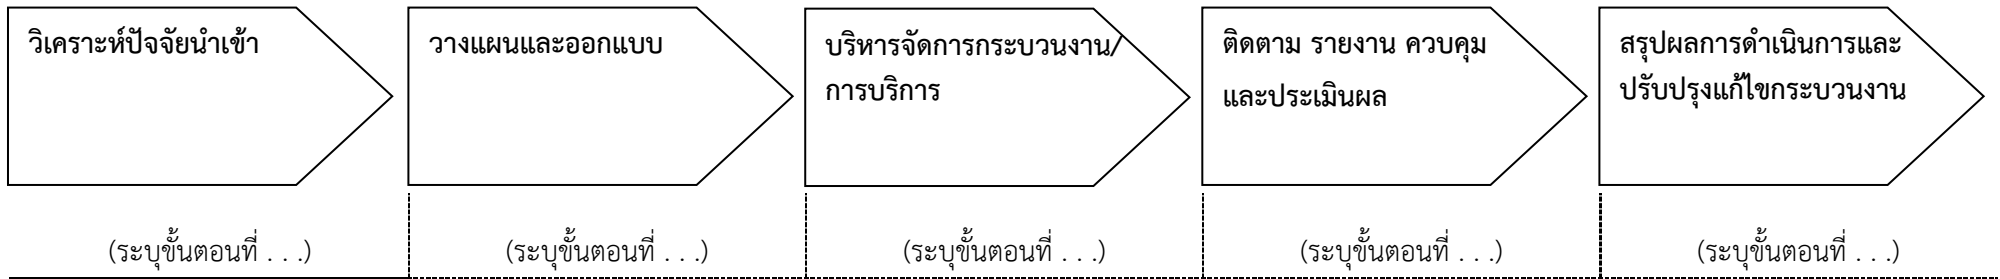 วิเคราะห์ปัจจัยนำเข้า
วางแผนและออกแบบ
บริหารจัดการกระบวนงาน/
การบริการ
ติดตาม รายงาน ควบคุม
และประเมินผล
สรุปผลการดำเนินการและ
ปรับปรุงแก้ไขกระบวนงาน
(ระบุขั้นตอนที่ . . .)
(ระบุขั้นตอนที่ . . .)
(ระบุขั้นตอนที่ . . .)
(ระบุขั้นตอนที่ . . .)
(ระบุขั้นตอนที่ . . .)